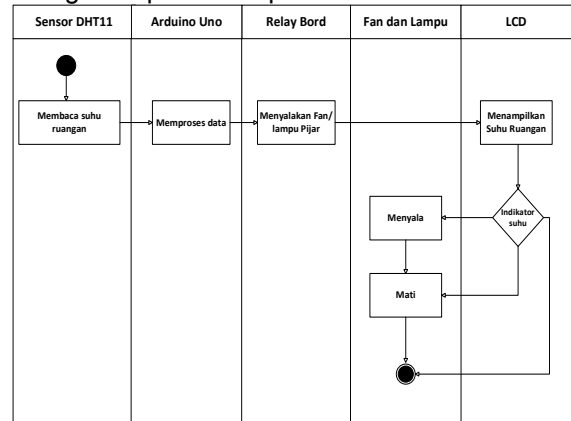 Sensor DHT11
Arduino Uno
Relay Bord
Fan dan Lampu
LCD
Membaca suhu
ruangan
Memproses data
Menyalakan Fan/
lampu Pijar
Menampilkan
Suhu Ruangan
Indikator
suhu
Menyala
Mati